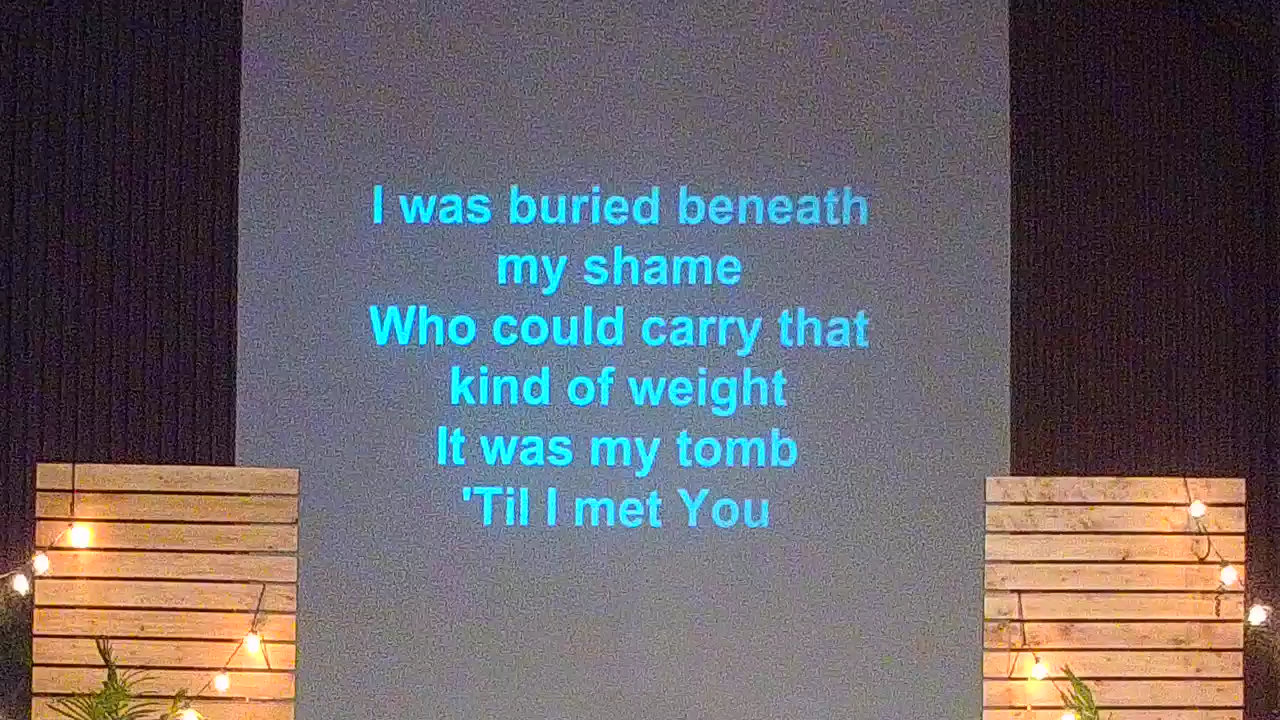 I was buried beneath
my shame
Who could carry that
kind of weight
It was my tomb
'Til I met You